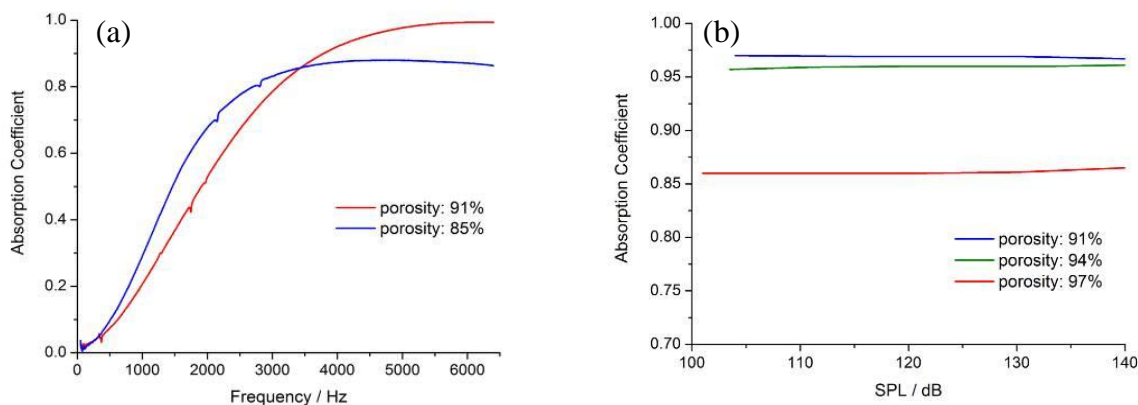 (a)
1.0
0.8
0.6
0.4
0.2
0.0
Absorption Coefficient
porosity: 91%
porosity: 85%
0 1000 2000 3000 4000 5000 6000
Frequency / Hz
(b)
1.00
0.95
0.90
0.85
0.80
0.75
0.70
Absorption Coefficient
porosity: 91%
porosity: 94%
porosity: 97%
100 110 120 130 140
SPL / dB